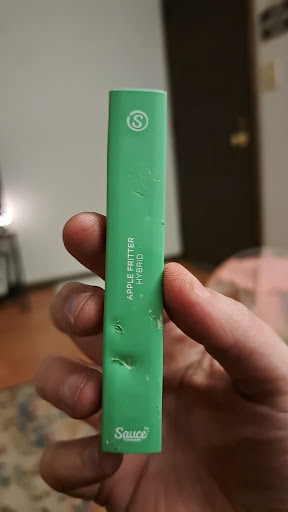 S
APPLE FRITTER
HYBRID
Sauce